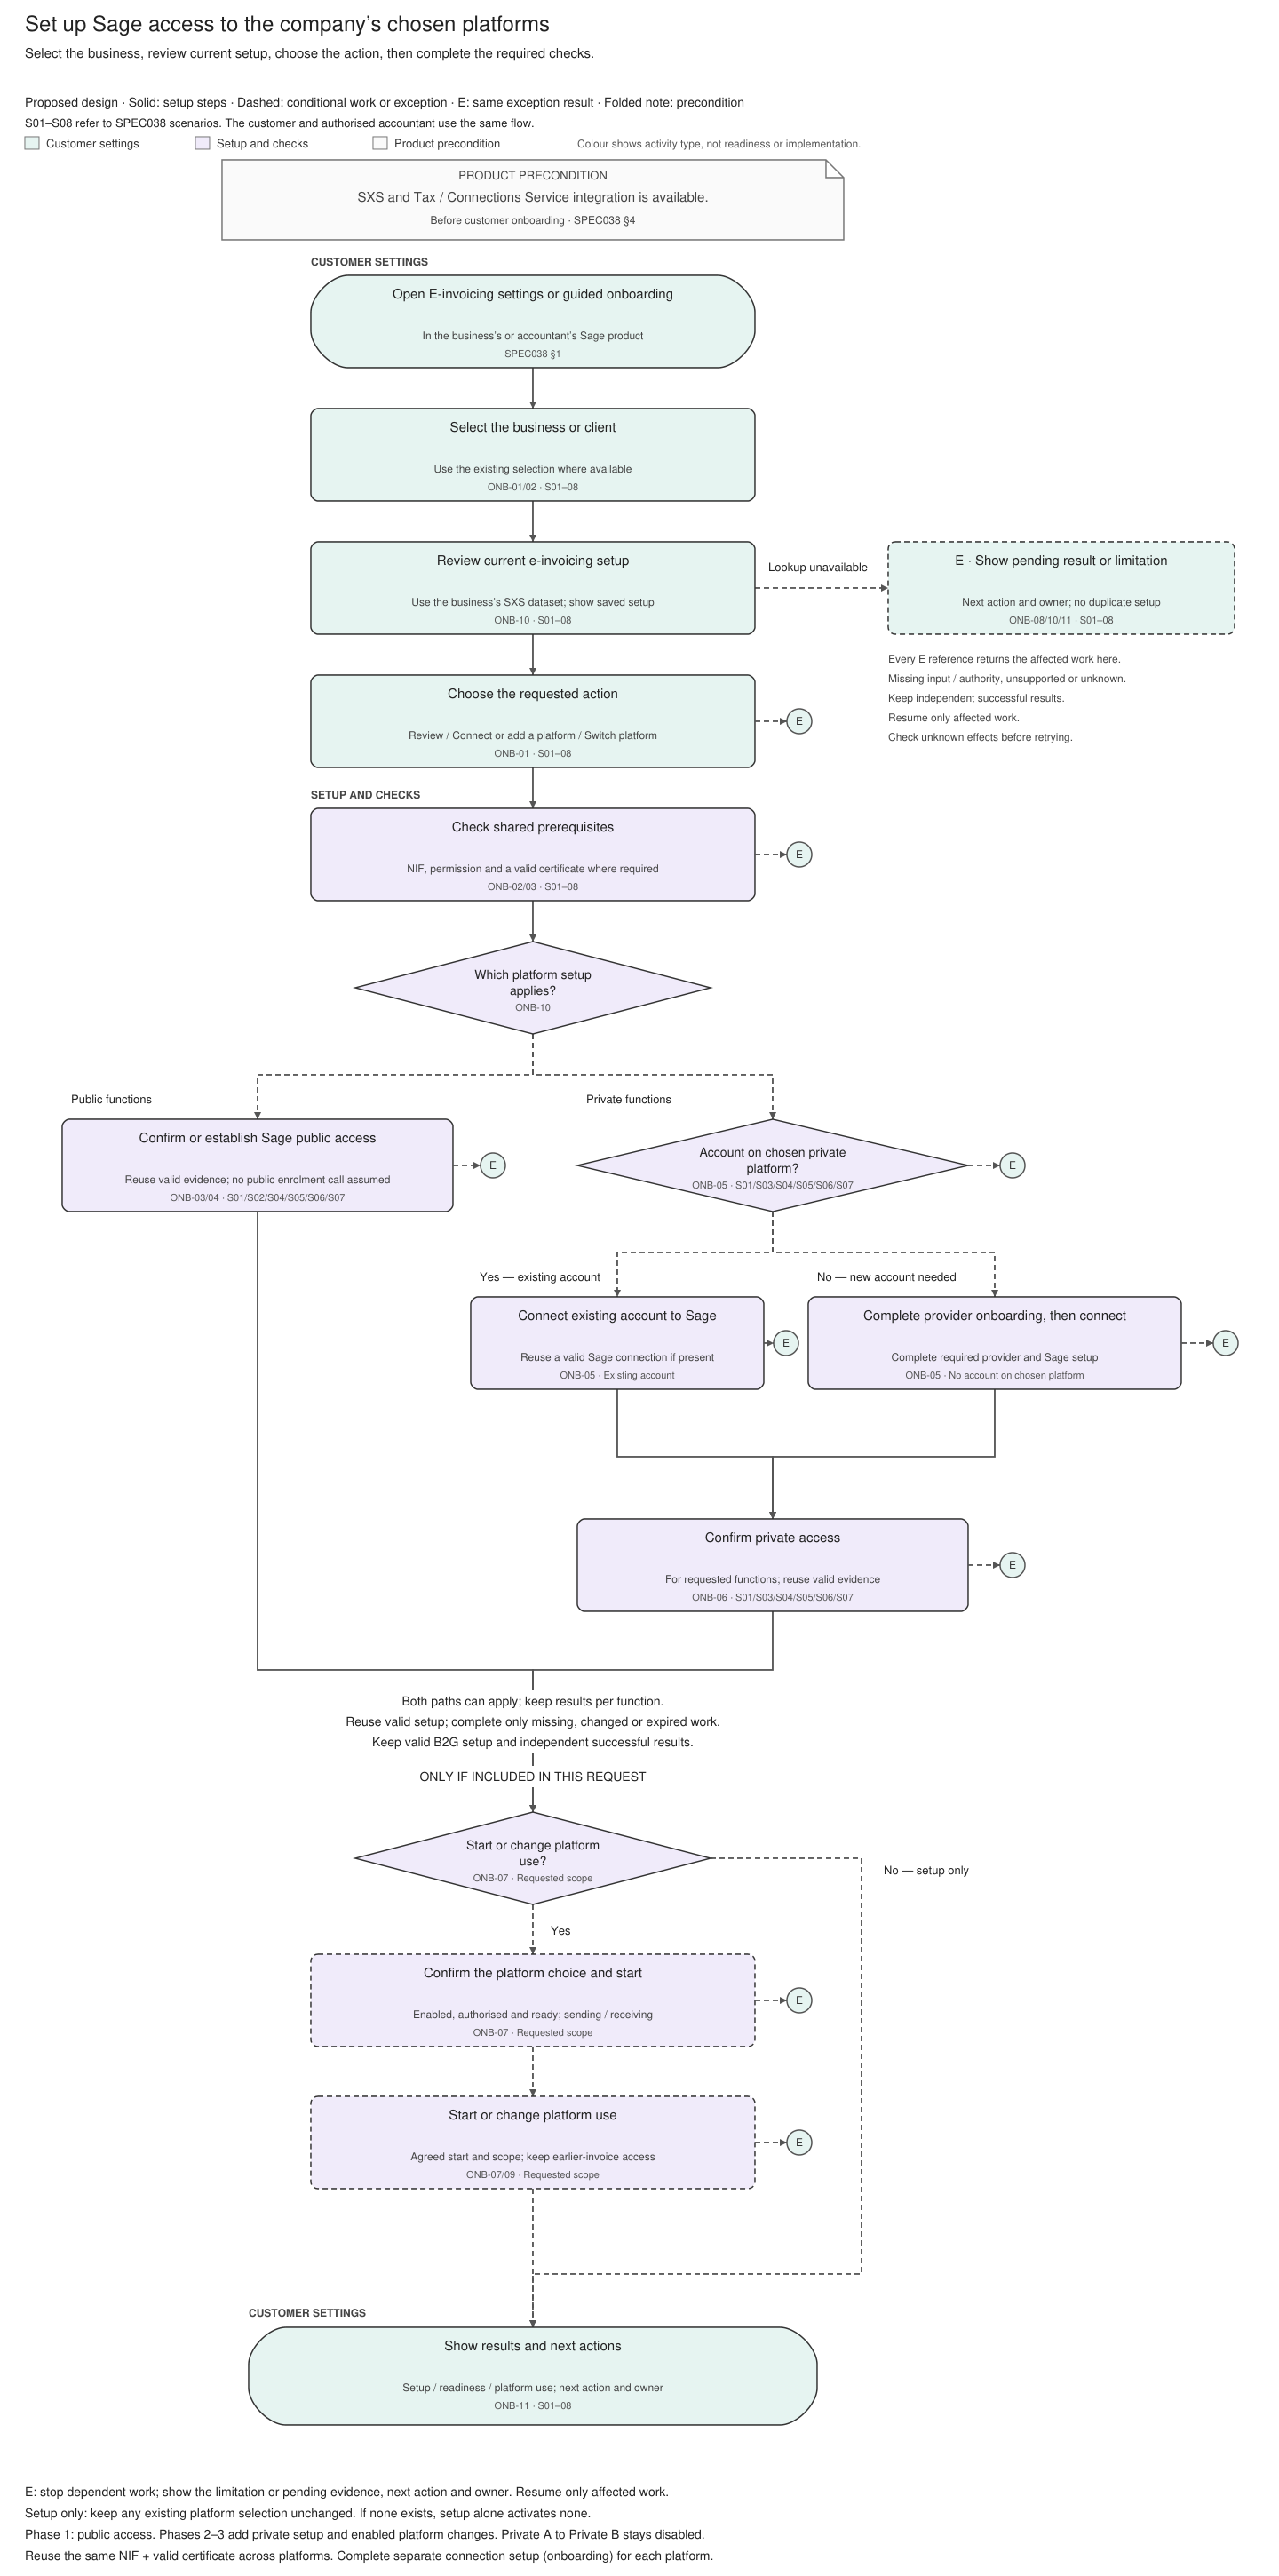 Set up Sage access to the company’s chosen platforms
Select the business, review current setup, choose the action, then complete the required checks.
Proposed design · Solid: setup steps · Dashed: conditional work or exception · E: same exception result · Folded note: precondition
S01–S08 refer to SPEC038 scenarios. The customer and authorised accountant use the same flow.
Customer settings
Setup and checks
Product precondition
Colour shows activity type, not readiness or implementation.
PRODUCT PRECONDITION
SXS and Tax / Connections Service integration is available.
Before customer onboarding · SPEC038 §4
CUSTOMER SETTINGS
Open E-invoicing settings or guided onboarding
In the business’s or accountant’s Sage product
SPEC038 §1
Select the business or client
Use the existing selection where available
ONB-01/02 · S01–08
Review current e-invoicing setup
Use the business’s SXS dataset; show saved setup
ONB-10 · S01–08
Lookup unavailable
E · Show pending result or limitation
Next action and owner; no duplicate setup
ONB-08/10/11 · S01–08
Every E reference returns the affected work here.
Missing input / authority, unsupported or unknown.
Keep independent successful results.
Resume only affected work.
Check unknown effects before retrying.
Choose the requested action
Review / Connect or add a platform / Switch platform
ONB-01 · S01–08
E
SETUP AND CHECKS
Check shared prerequisites
NIF, permission and a valid certificate where required
ONB-02/03 · S01–08
E
Which platform setup
applies?
ONB-10
Public functions
Private functions
Confirm or establish Sage public access
Reuse valid evidence; no public enrolment call assumed
ONB-03/04 · S01/S02/S04/S05/S06/S07
E
Account on chosen private
platform?
ONB-05 · S01/S03/S04/S05/S06/S07
E
Yes — existing account
No — new account needed
Connect existing account to Sage
Reuse a valid Sage connection if present
ONB-05 · Existing account
E
Complete provider onboarding, then connect
Complete required provider and Sage setup
ONB-05 · No account on chosen platform
E
Confirm private access
For requested functions; reuse valid evidence
ONB-06 · S01/S03/S04/S05/S06/S07
E
Both paths can apply; keep results per function.
Reuse valid setup; complete only missing, changed or expired work.
Keep valid B2G setup and independent successful results.
ONLY IF INCLUDED IN THIS REQUEST
Start or change platform
use?
ONB-07 · Requested scope
No — setup only
Yes
Confirm the platform choice and start
Enabled, authorised and ready; sending / receiving
ONB-07 · Requested scope
E
Start or change platform use
Agreed start and scope; keep earlier-invoice access
ONB-07/09 · Requested scope
E
CUSTOMER SETTINGS
Show results and next actions
Setup / readiness / platform use; next action and owner
ONB-11 · S01–08
E: stop dependent work; show the limitation or pending evidence, next action and owner. Resume only affected work.
Setup only: keep any existing platform selection unchanged. If none exists, setup alone activates none.
Phase 1: public access. Phases 2–3 add private setup and enabled platform changes. Private A to Private B stays disabled.
Reuse the same NIF + valid certificate across platforms. Complete separate connection setup (onboarding) for each platform.